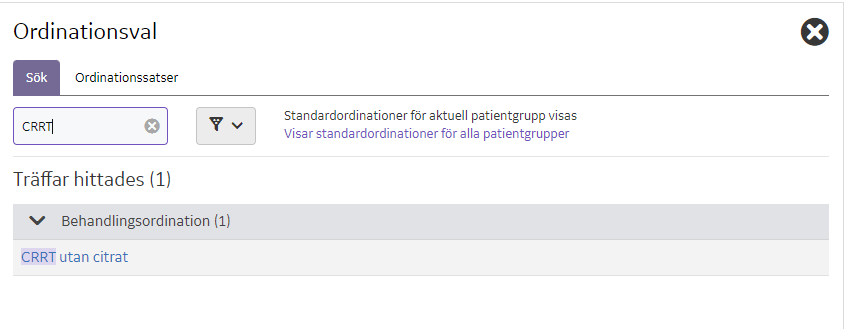 Ordinationsval
Sök
Ordinationssatser
CRRT
Standardordinationer för aktuell patientgrupp visas
Visar standardordinationer för alla patientgrupper
Träffar hittades (1)
Behandlingsordination (1)
CRRT utan citrat